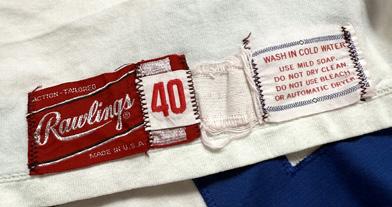 ACTION-TAILORED
Rawlings®
MADE IN U.S.A
40
WASH IN COLD WATER
USE MILD SOAP
DO NOT DRY CLEAN
DO NOT USE BLEACH
OR AUTOMATIC DRYER